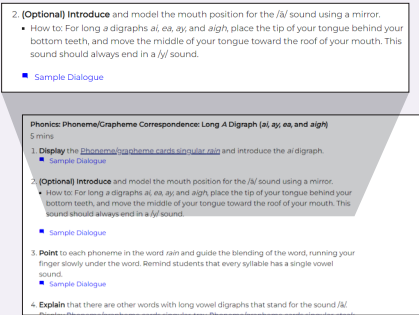 2. (Optional) Introduce and model the mouth position for the /ā/ sound using a mirror.
▪ How to: For long a digraphs ai, ea, ay, and aigh, place the tip of your tongue behind your
bottom teeth, and move the middle of your tongue toward the roof of your mouth. This
sound should always end in a /y/ sound.
Sample Dialogue
Phonics: Phoneme/Grapheme Correspondence: Long A Digraph (ai, ay, ea, and aigh)
5 mins
1. Display the Phoneme/grapheme cards singular rain and introduce the ai digraph.
Sample Dialogue
2. (Optional) Introduce and model the mouth position for the /ā/ sound using a mirror.
▪ How to: For long a digraphs ai, ea, ay, and aigh, place the tip of your tongue behind your
bottom teeth, and move the middle of your tongue toward the roof of your mouth. This
sound should always end in a /y/ sound.
Sample Dialogue
3. Point to each phoneme in the word rain and guide the blending of the word, running your
finger slowly under the word. Remind students that every syllable has a single vowel
sound.
Sample Dialogue
4. Explain that there are other words with long vowel digraphs that stand for the sound /ā/.